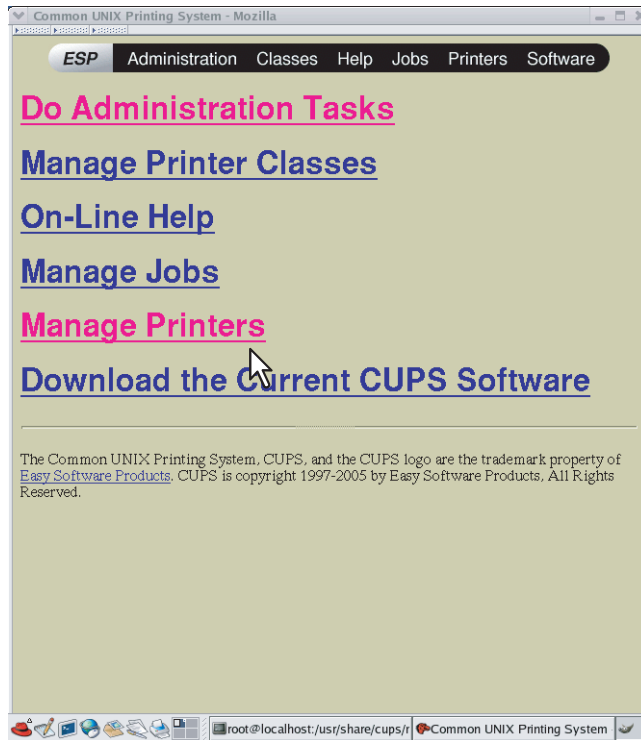 Common UNIX Printing System - Mozilla
ESP Administration Classes Help Jobs Printers Software
Do Administration Tasks
Manage Printer Classes
On-Line Help
Manage Jobs
Manage Printers
Download the Current CUPS Software
The Common UNIX Printing System, CUPS, and the CUPS logo are the trademark property of
Easy Software Products. CUPS is copyright 1997-2005 by Easy Software Products, All Rights
Reserved.
root@localhost:/usr/share/cups/r Common UNIX Printing System